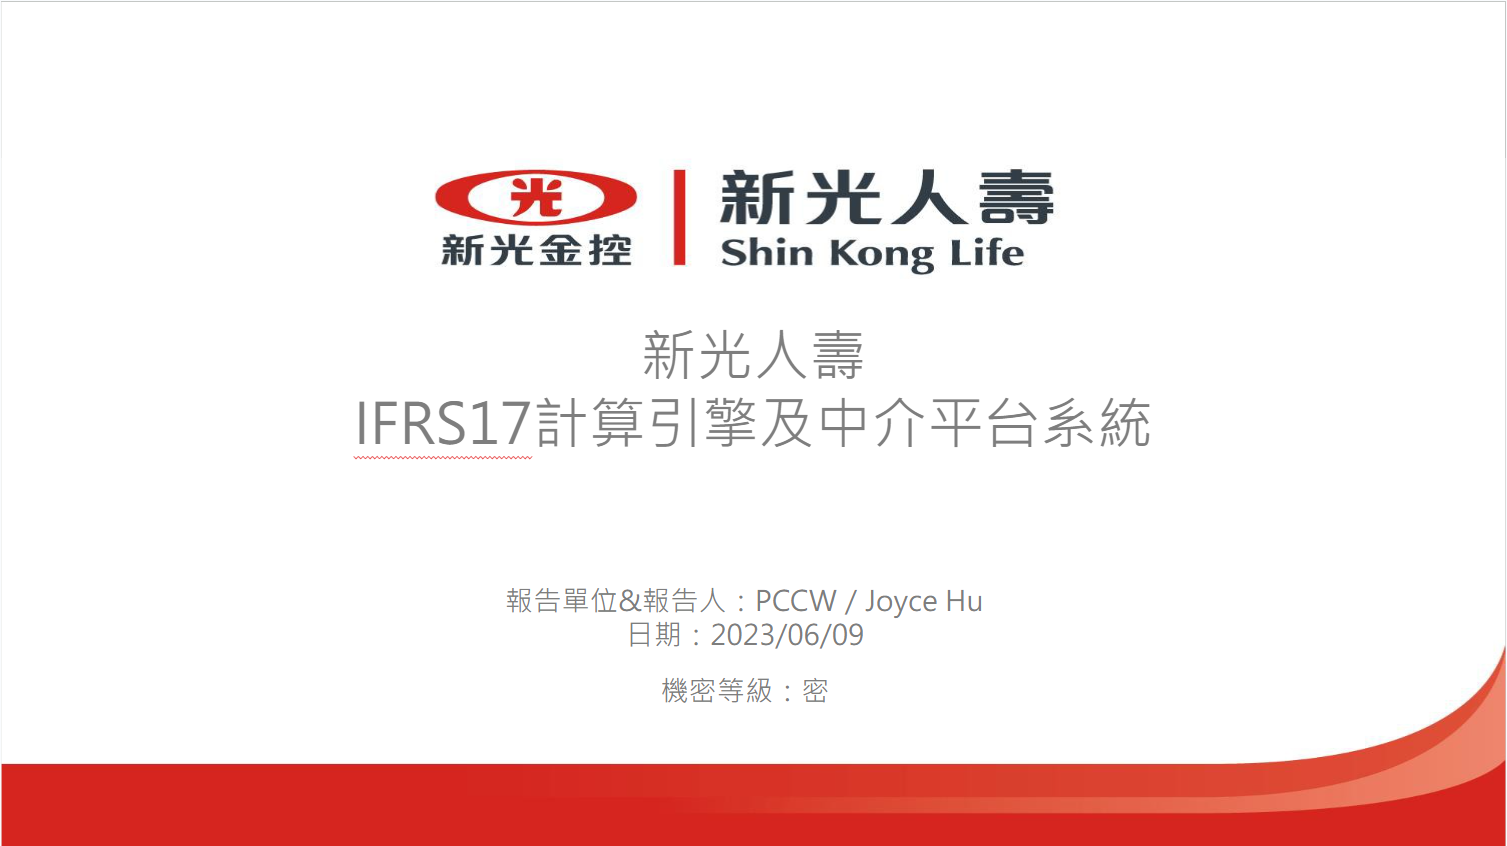 光
新光金控
新光人壽
Shin Kong Life
新光人壽
IFRS17計算引擎及中介平台系統
報告單位&報告人：PCCW / Joyce Hu
日期：2023/06/09
機密等級：密